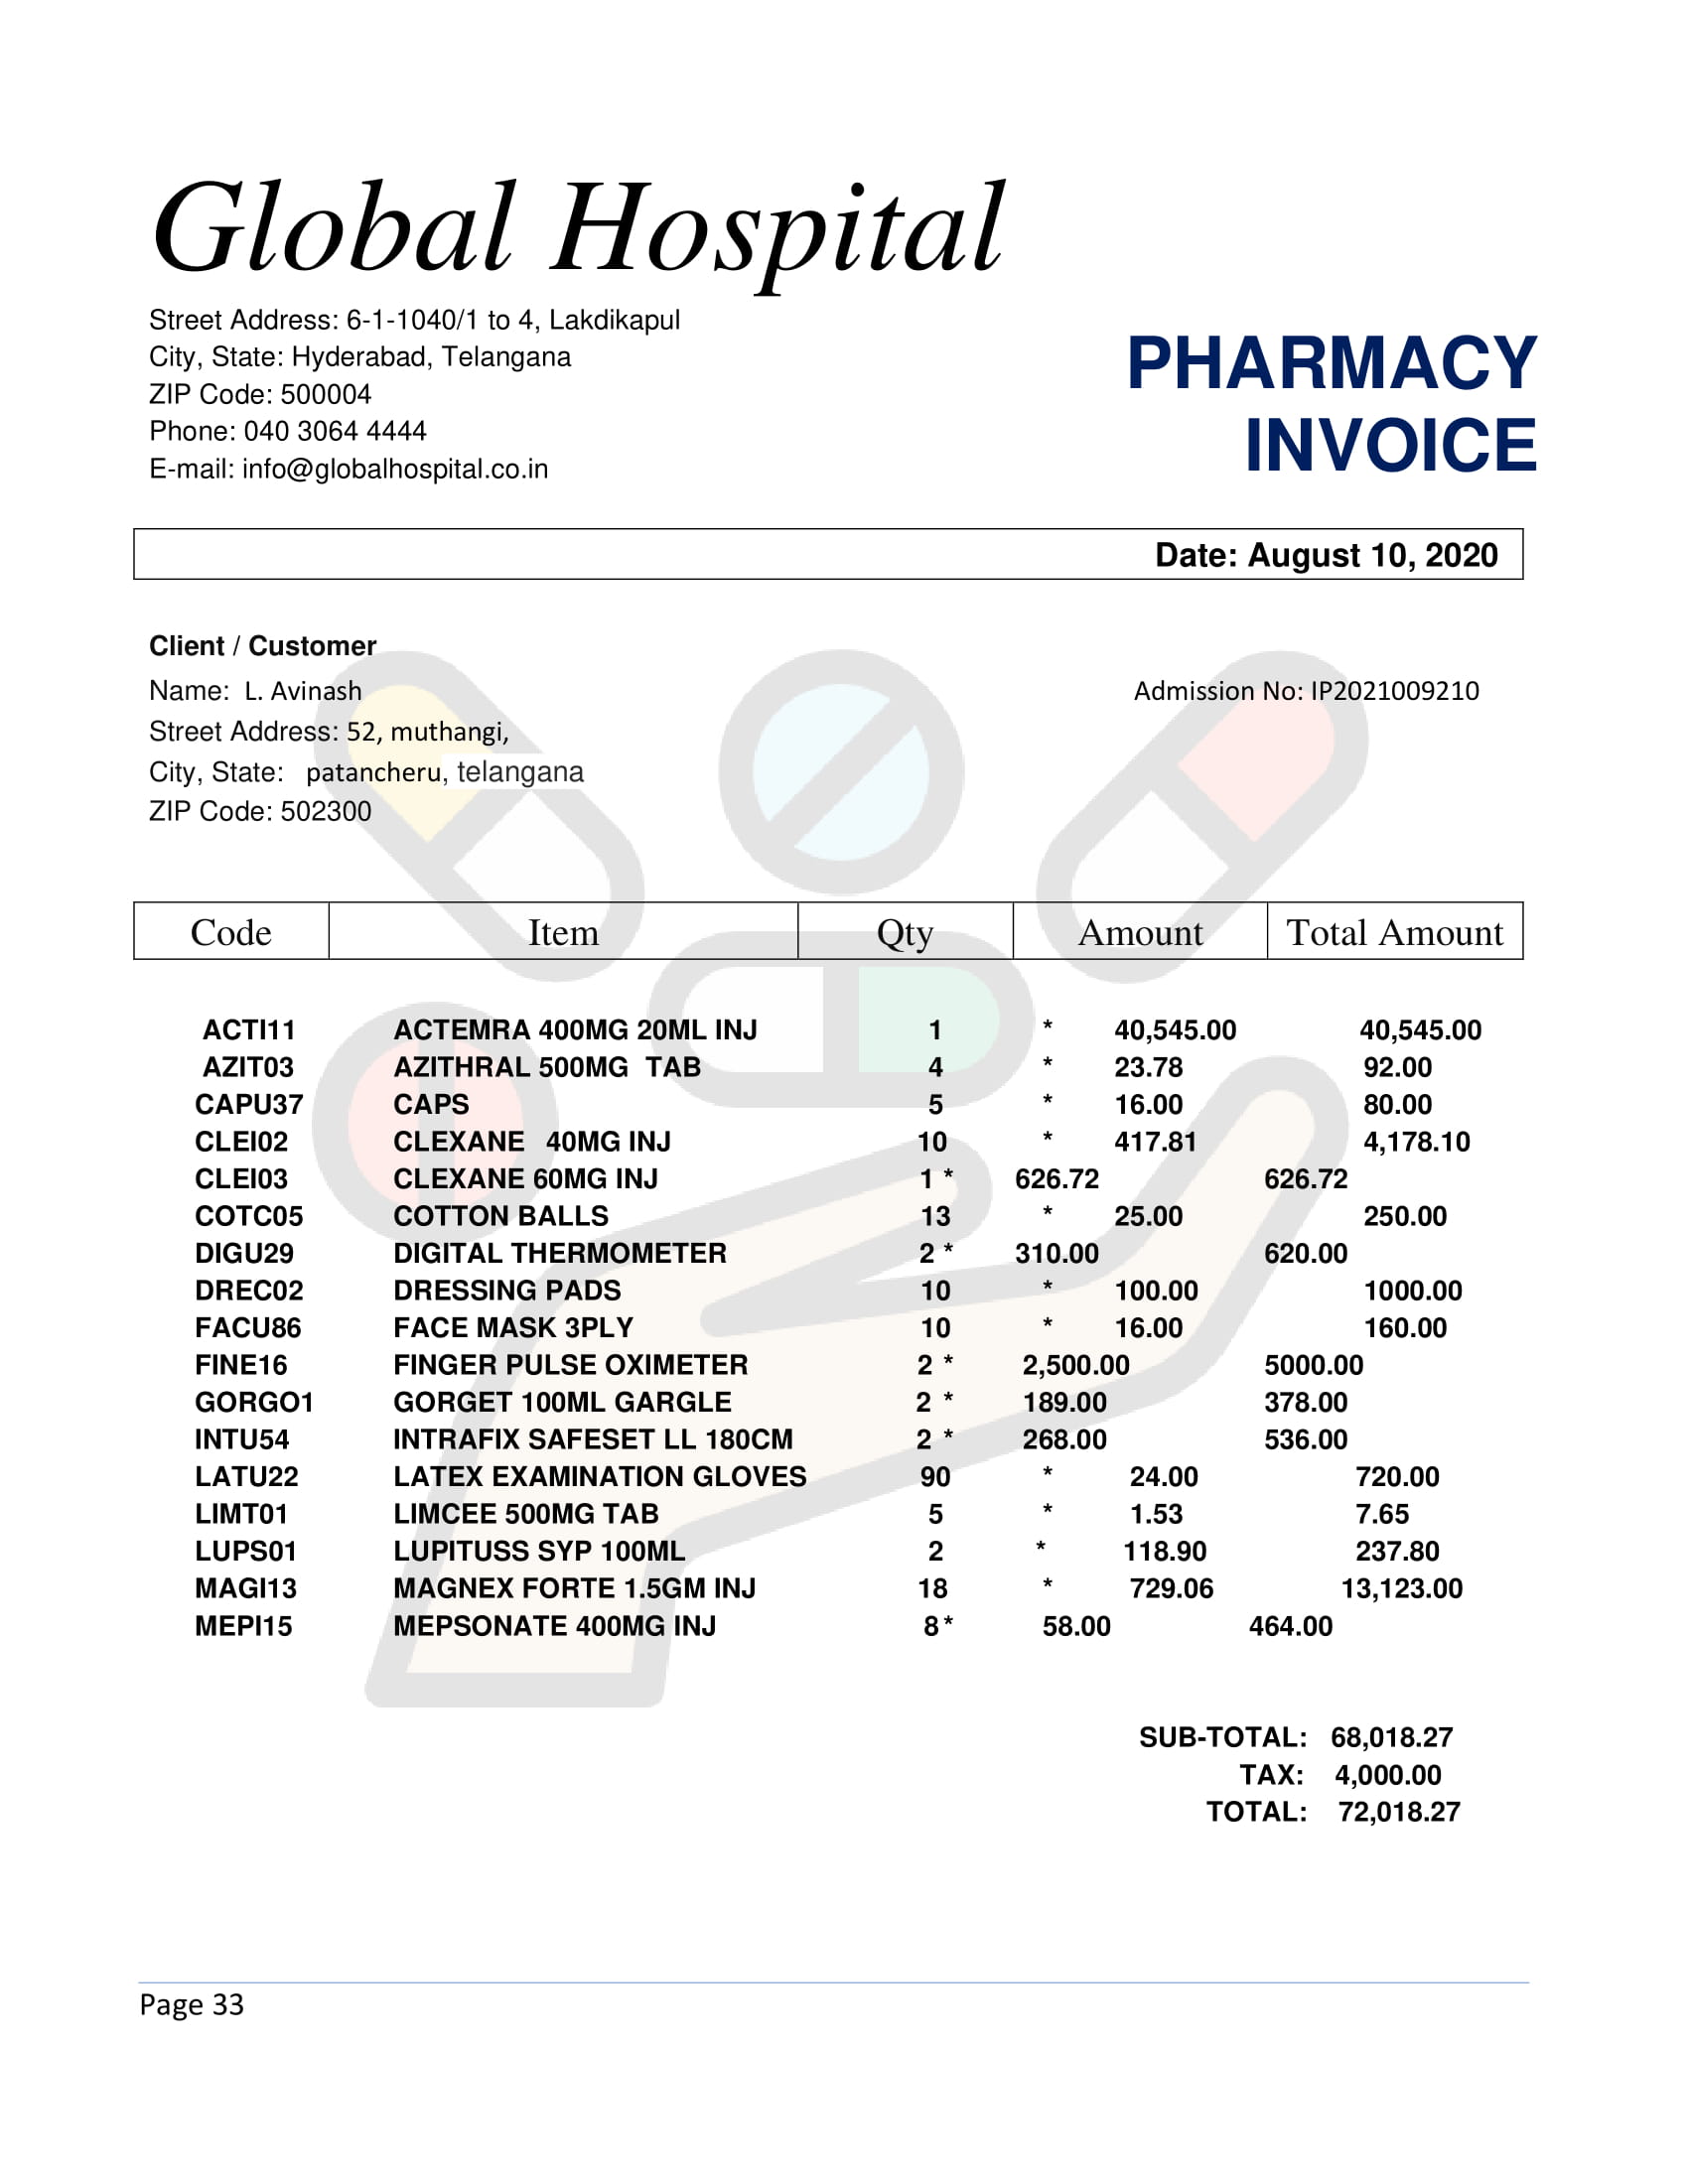 Global Hospital
Street Address: 6-1-1040/1 to 4, Lakdikapul
City, State: Hyderabad, Telangana
ZIP Code: 500004
Phone: 040 3064 4444
E-mail: info@globalhospital.co.in
PHARMACY
INVOICE
Date: August 10, 2020
Client / Customer
Name: L. Avinash Admission No: IP2021009210
Street Address: 52, muthangi,
City, State: patancheru, telangana
ZIP Code: 502300
Code Item Qty Amount Total Amount
ACTI11 ACTEMRA 400MG 20ML INJ 1 * 40,545.00 40,545.00
AZIT03 AZITHRAL 500MG TAB 4 * 23.78 92.00
CAPU37 CAPS 5 * 16.00 80.00
CLEI02 CLEXANE 40MG INJ 10 * 417.81 4,178.10
CLEI03 CLEXANE 60MG INJ 1 * 626.72 626.72
COTC05 COTTON BALLS 13 * 25.00 250.00
DIGU29 DIGITAL THERMOMETER 2 * 310.00 620.00
DREC02 DRESSING PADS 10 * 100.00 1000.00
FACU86 FACE MASK 3PLY 10 * 16.00 160.00
FINE16 FINGER PULSE OXIMETER 2 * 2,500.00 5000.00
GORGO1 GORGET 100ML GARGLE 2 * 189.00 378.00
INTU54 INTRAFIX SAFESET LL 180CM 2 * 268.00 536.00
LATU22 LATEX EXAMINATION GLOVES 90 * 24.00 720.00
LIMT01 LIMCEE 500MG TAB 5 * 1.53 7.65
LUPS01 LUPITUSS SYP 100ML 2 * 118.90 237.80
MAGI13 MAGNEX FORTE 1.5GM INJ 18 * 729.06 13,123.00
MEPI15 MEPSONATE 400MG INJ 8 * 58.00 464.00
SUB-TOTAL: 68,018.27
TAX: 4,000.00
TOTAL: 72,018.27
Page 33